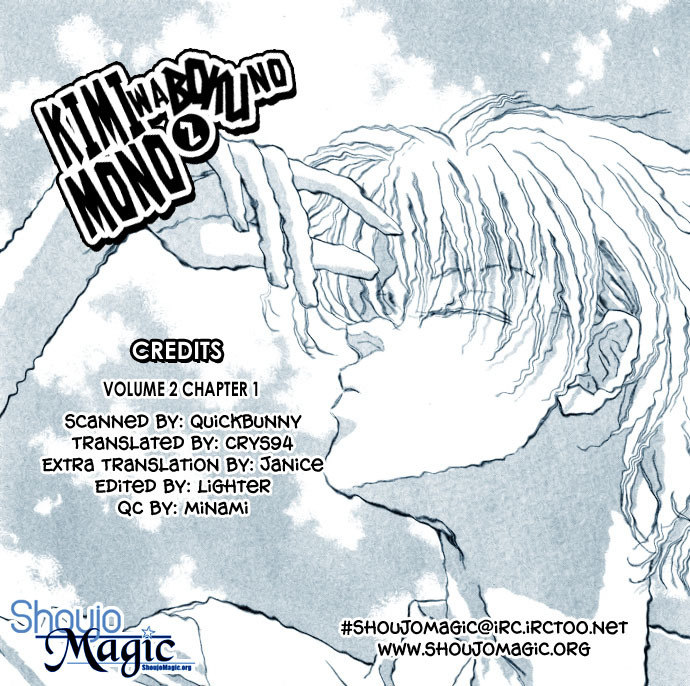 KIMI WA BOKU NO
MONO 2
CREDITS
VOLUME 2 CHAPTER 1
SCANNED BY: QUICKBUNNY
TRANSLATED BY: CRYS94
EXTRA TRANSLATION BY: JANICE
EDITED BY: LIGHTER
QC BY: MINAMI
Shoujo
Magic
ShoujoMagic.org
#SHOUJOMAGIC@IRC.IRCTOO.NET
WWW.SHOUJOMAGIC.ORG